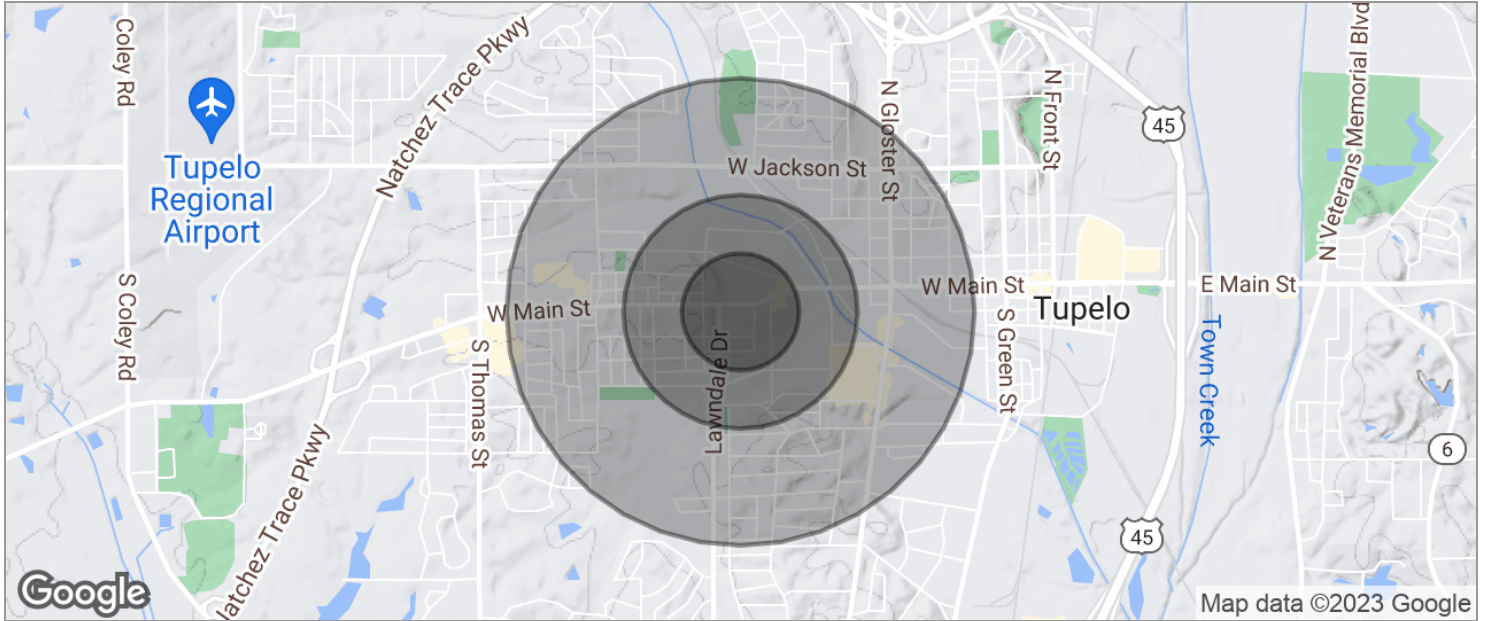 Coley Rd
Natchez Trace Pkwy
N Gloster St
N Front St
45
N Veterans Memorial Blvd
Tupelo
Regional
Airport
W Jackson St
S Coley Rd
W Main St
W Main St
E Main St
Tupelo
S Thomas St
Lawndale Dr
S Green St
Town Creek
6
latchez Trace Pkwy
45
Google
Map data ©2023 Google